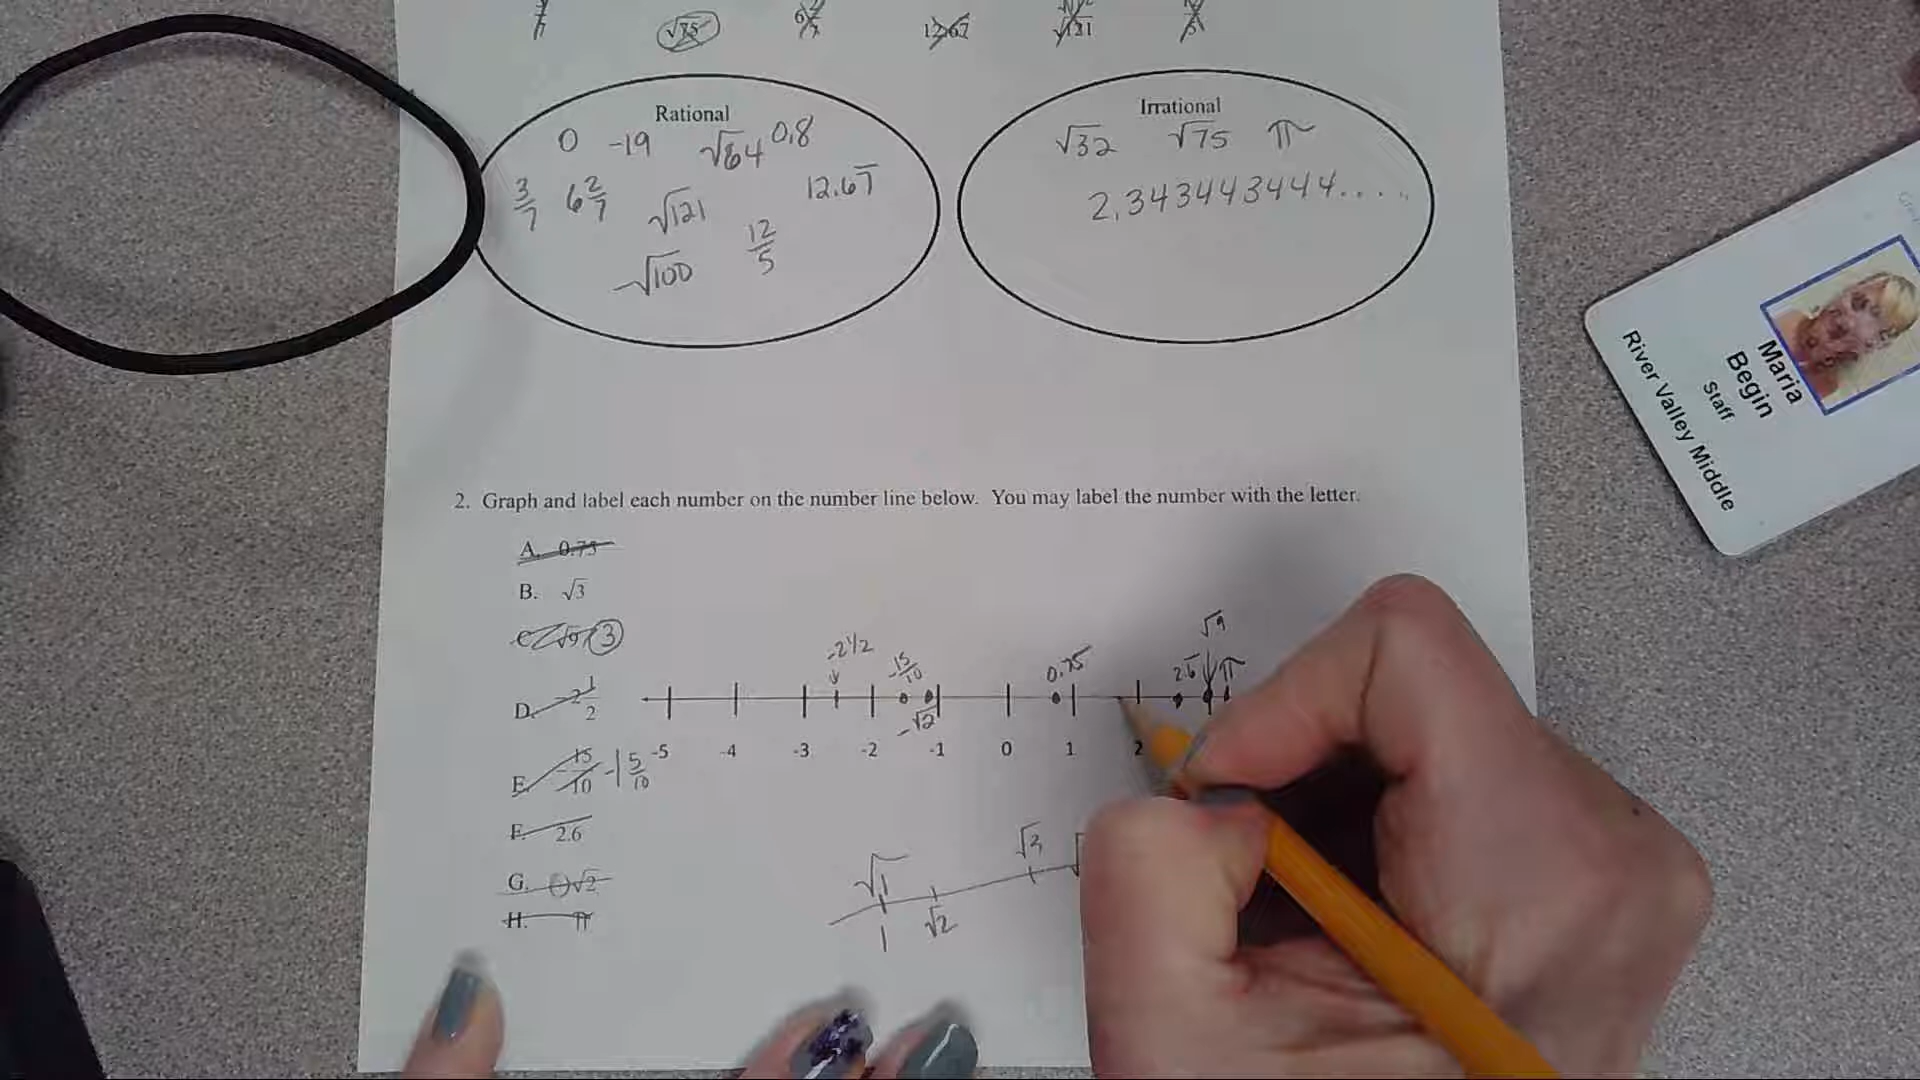 √75 12.67 √121
Rational
0 -19 √64 0.8
3/7 6 2/7 √121 12.67
-√100 12/5
Irrational
√32 √75 π
2.343443444.....
Maria
Begin
Staff
River Valley Middle
2. Graph and label each number on the number line below. You may label the number with the letter.
A. 0.75
B. √3
C. √9 3
D. -2 1/2
E. -15/10 -1 5/10
F. 2.6
G. (-)√2
H. π
-2 1/2 -15/10 -√2 0.75 2.6 √9 π
-5 -4 -3 -2 -1 0 1 2
√1 √2 √3
1